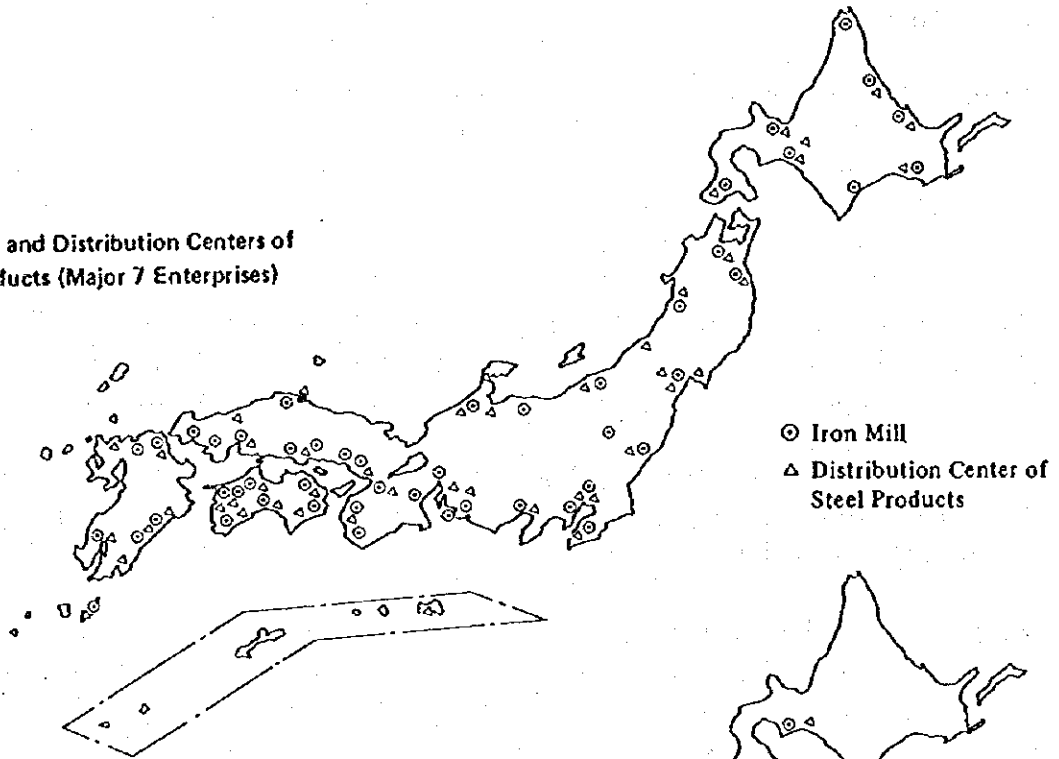 and Distribution Centers of
ducts (Major 7 Enterprises)
Iron Mill
Distribution Center of
Steel Products